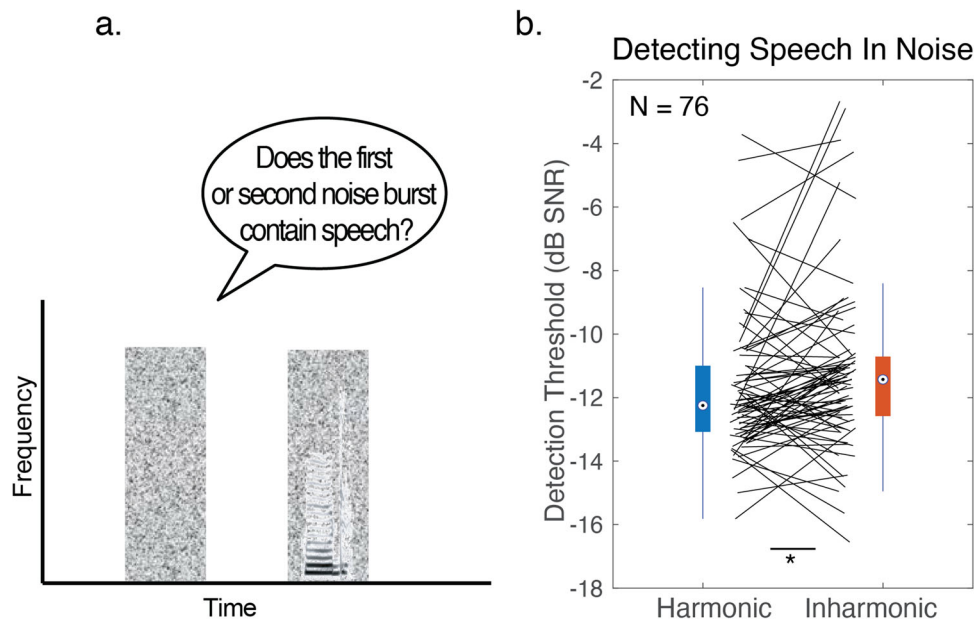 a.
Does the first
or second noise burst
contain speech?
Frequency
Time
b.
Detecting Speech In Noise
N = 76
Detection Threshold (dB SNR)
-2
-4
-6
-8
-10
-12
-14
-16
-18
*
Harmonic
Inharmonic